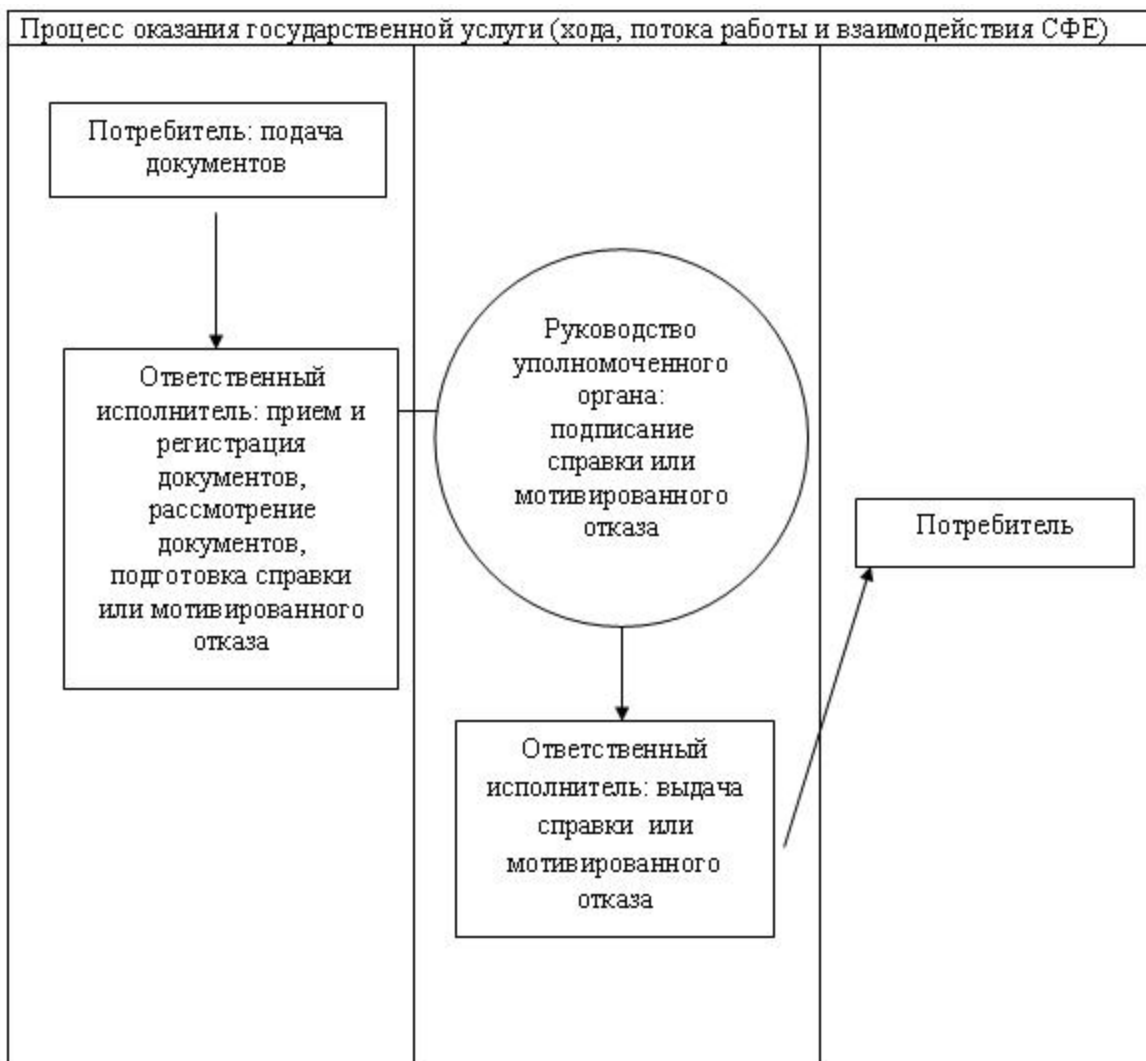 Процесс оказания государственной услуги (хода, потока работы и взаимодействия СФЕ)
Потребитель: подача
документов
Ответственный
исполнитель: прием и
регистрация
документов,
рассмотрение
документов,
подготовка справки
или мотивированного
отказа
Руководство
уполномоченного
органа:
подписание
справки или
мотивированного
отказа
Ответственный
исполнитель: выдача
справки или
мотивированного
отказа
Потребитель